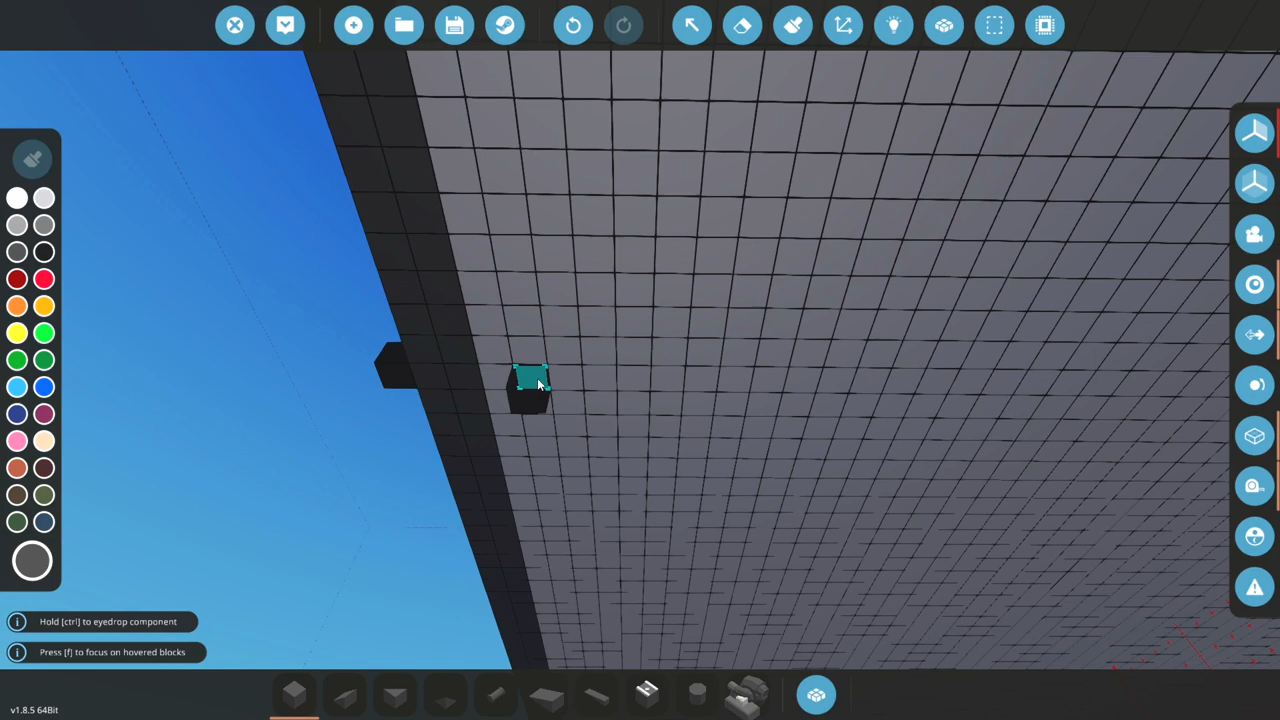 Hold [ctrl] to eyedrop component
Press [f] to focus on hovered blocks
v1.8.5 64Bit